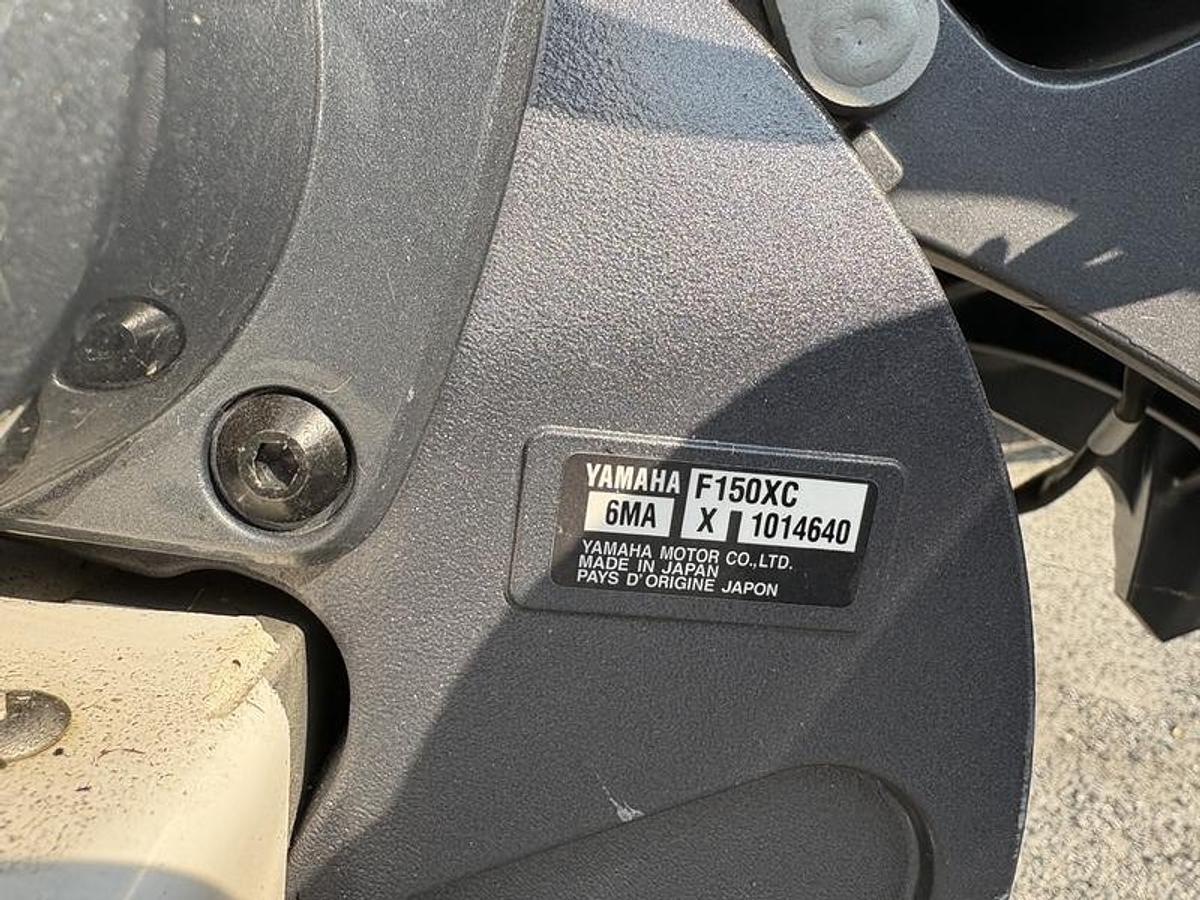 YAMAHA F150XC
6MA X 1014640
YAMAHA MOTOR CO.,LTD.
MADE IN JAPAN
PAYS D'ORIGINE JAPON